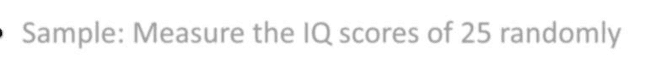 • Sample: Measure the IQ scores of 25 randomly